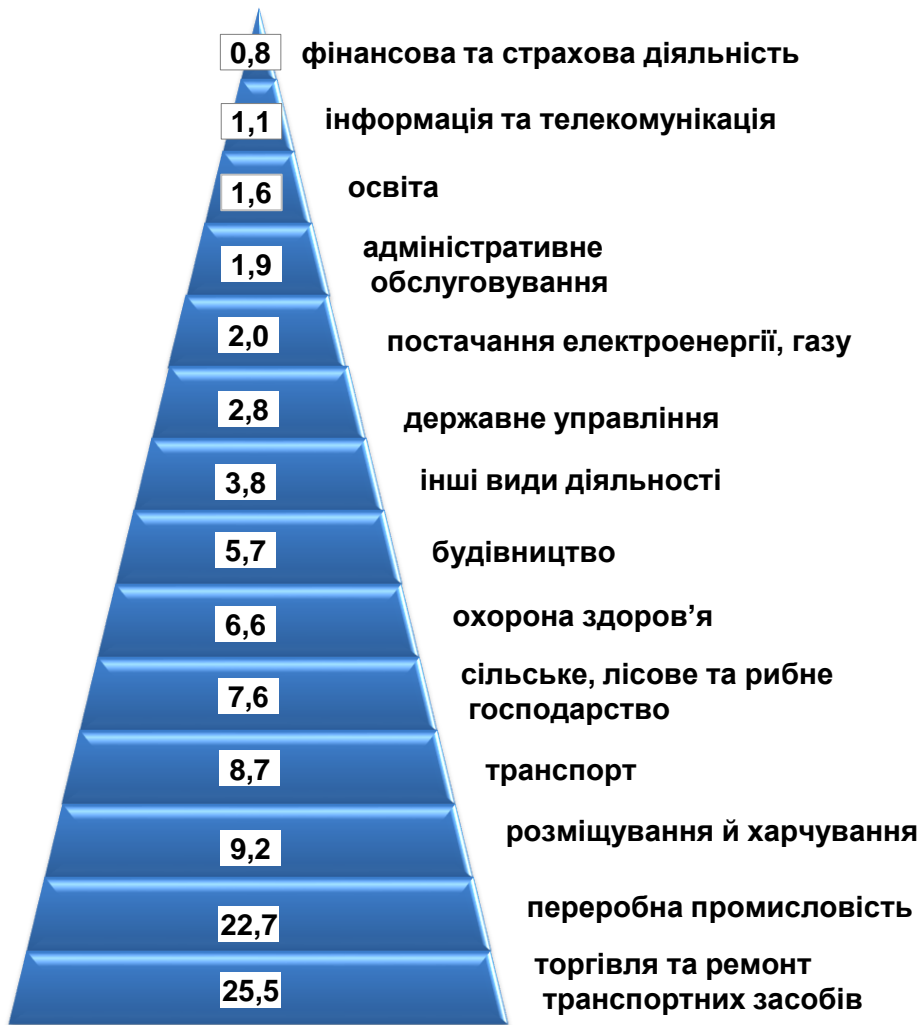 0,8 фінансова та страхова діяльність
1,1 інформація та телекомунікація
1,6 освіта
1,9 адміністративне
обслуговування
2,0 постачання електроенергії, газу
2,8 державне управління
3,8 інші види діяльності
5,7 будівництво
6,6 охорона здоров’я
7,6 сільське, лісове та рибне
господарство
8,7 транспорт
9,2 розміщування й харчування
22,7 переробна промисловість
25,5 торгівля та ремонт
транспортних засобів